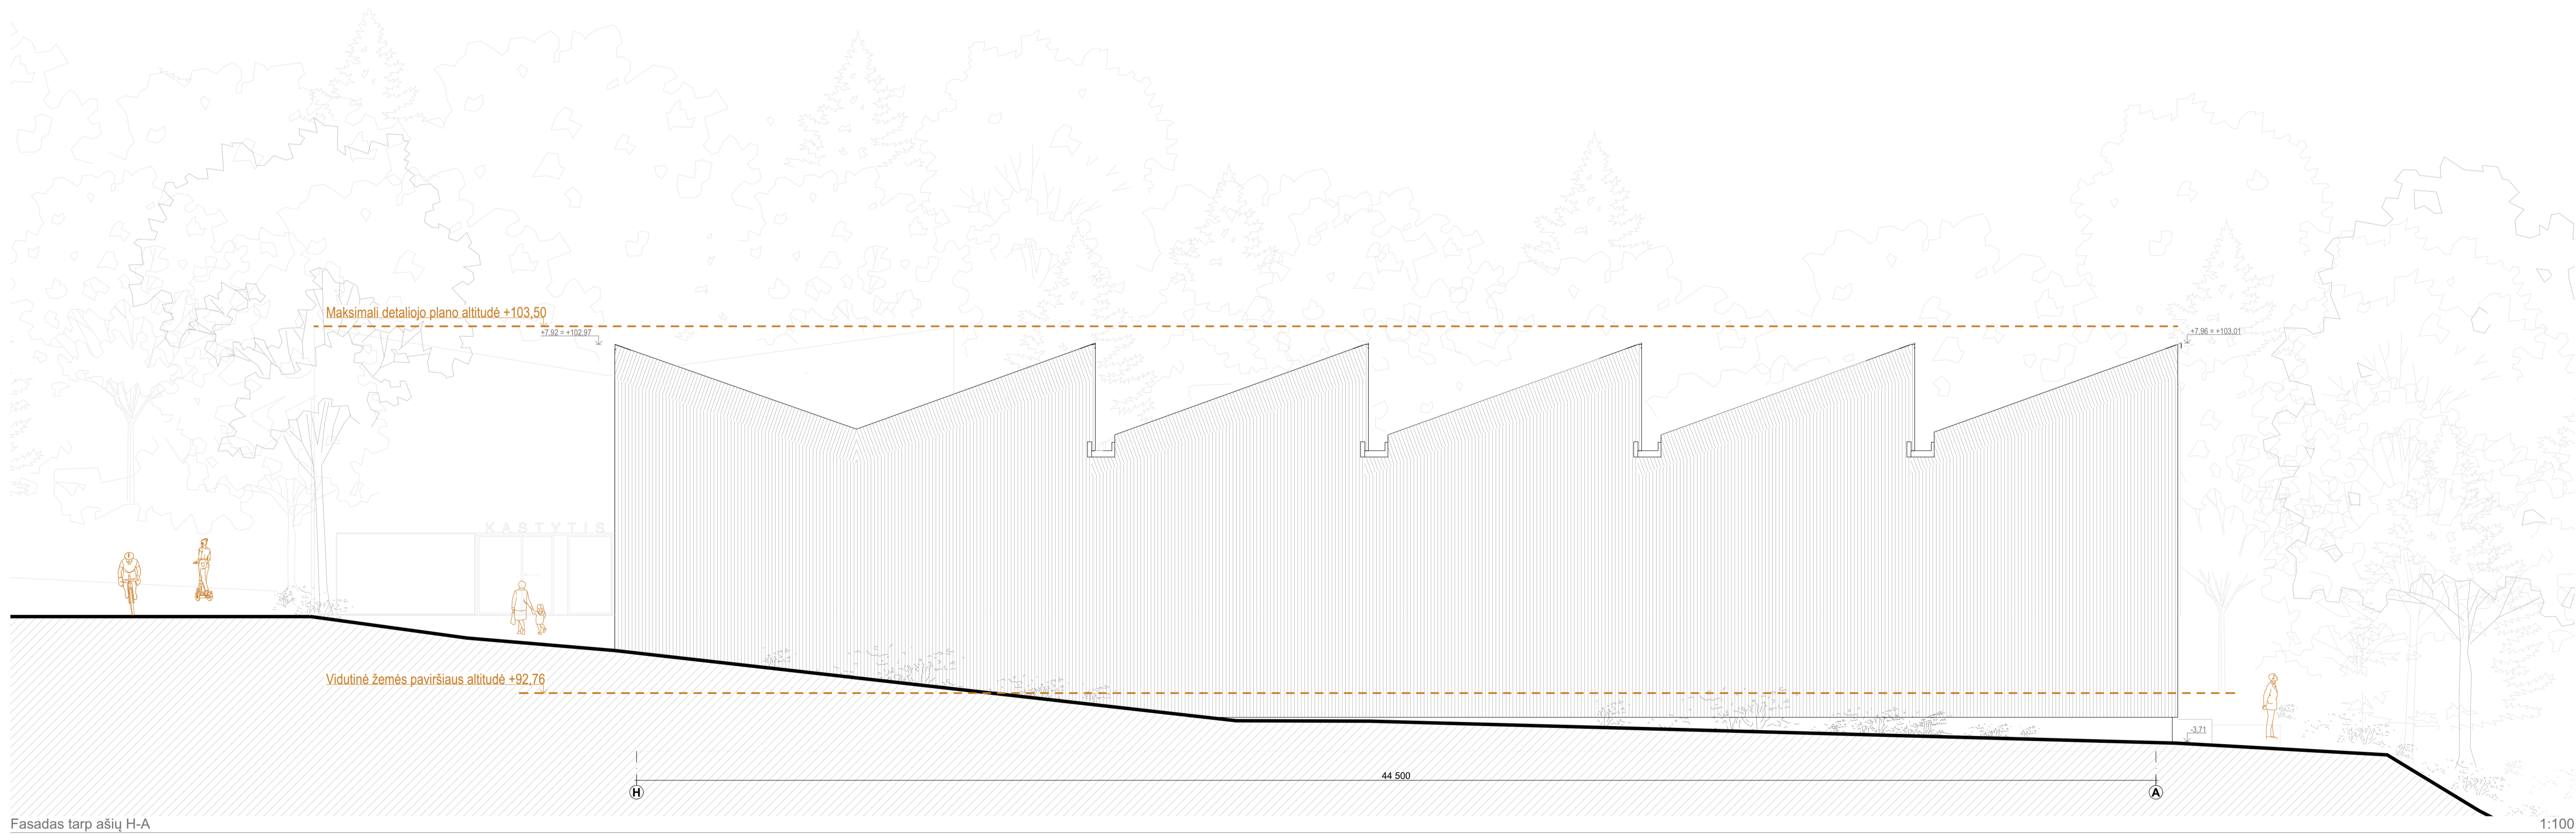 Maksimali detaliojo plano altitudė +103,50
+7,92 = +102,97
+7,96 = +103,01
KASTYTIS
Vidutinė žemės paviršiaus altitudė +92,76
-3,71
44 500
H
A
Fasadas tarp ašių H-A
1:100